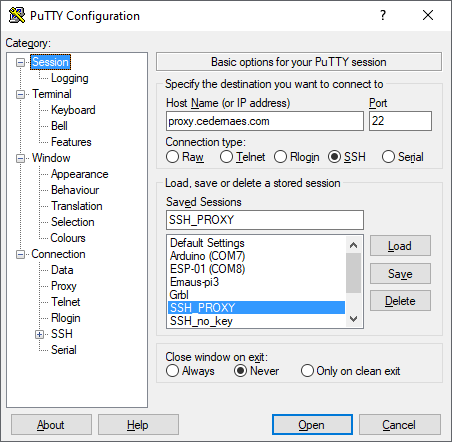 PuTTY Configuration
?
Category:
Session
Logging
Terminal
Keyboard
Bell
Features
Window
Appearance
Behaviour
Translation
Selection
Colours
Connection
Data
Proxy
Telnet
Rlogin
SSH
Serial
Basic options for your PuTTY session
Specify the destination you want to connect to
Host Name (or IP address) Port
proxy.cedemaes.com 22
Connection type:
Raw Telnet Rlogin SSH Serial
Load, save or delete a stored session
Saved Sessions
SSH_PROXY
Default Settings
Arduino (COM7)
ESP-01 (COM8)
Emaus-pi3
Grbl
SSH_PROXY
SSH_no_key
Load
Save
Delete
Close window on exit:
Always Never Only on clean exit
About Help Open Cancel